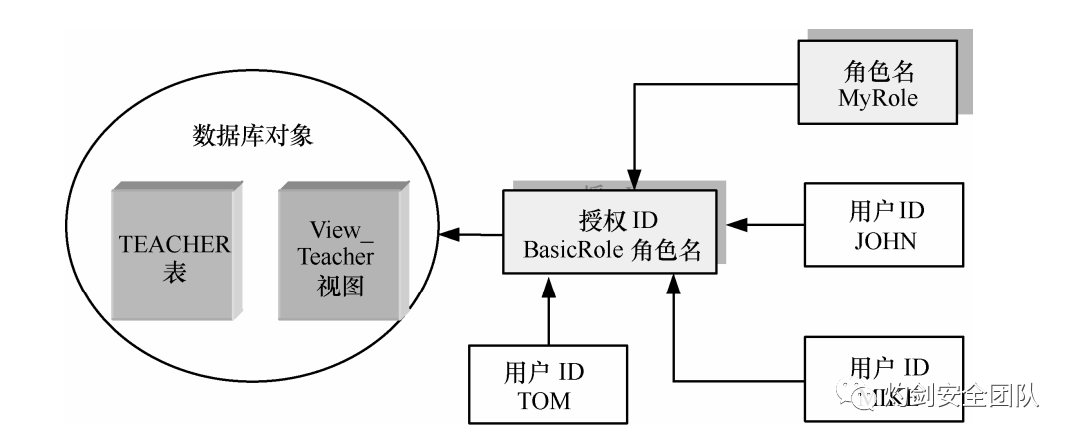 角色名
MyRole
数据库对象
TEACHER
表
View_
Teacher
视图
授权 ID
BasicRole 角色名
用户 ID
JOHN
用户 ID
TOM
用户 ID
MIKE
灼剑安全团队